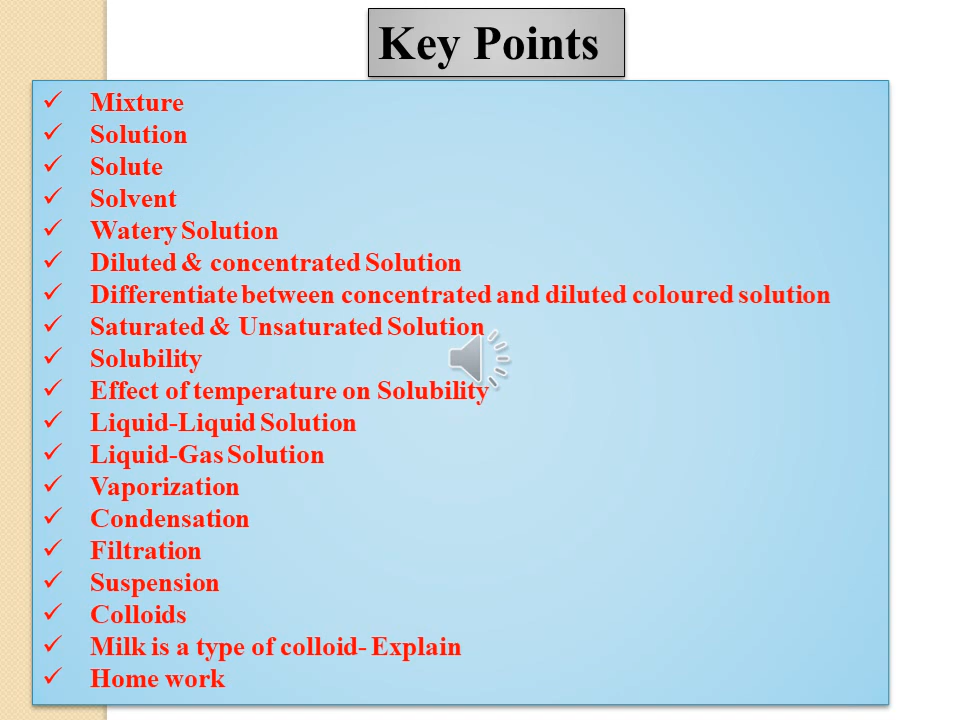 Key Points
✓ Mixture
✓ Solution
✓ Solute
✓ Solvent
✓ Watery Solution
✓ Diluted & concentrated Solution
✓ Differentiate between concentrated and diluted coloured solution
✓ Saturated & Unsaturated Solution
✓ Solubility
✓ Effect of temperature on Solubility
✓ Liquid-Liquid Solution
✓ Liquid-Gas Solution
✓ Vaporization
✓ Condensation
✓ Filtration
✓ Suspension
✓ Colloids
✓ Milk is a type of colloid- Explain
✓ Home work